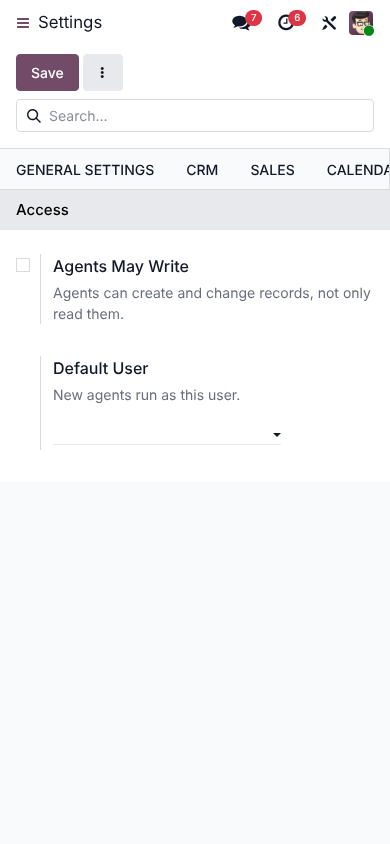 Settings
7
6
Save
Search...
GENERAL SETTINGS
CRM
SALES
CALENDA
Access
Agents May Write
Agents can create and change records, not only
read them.
Default User
New agents run as this user.